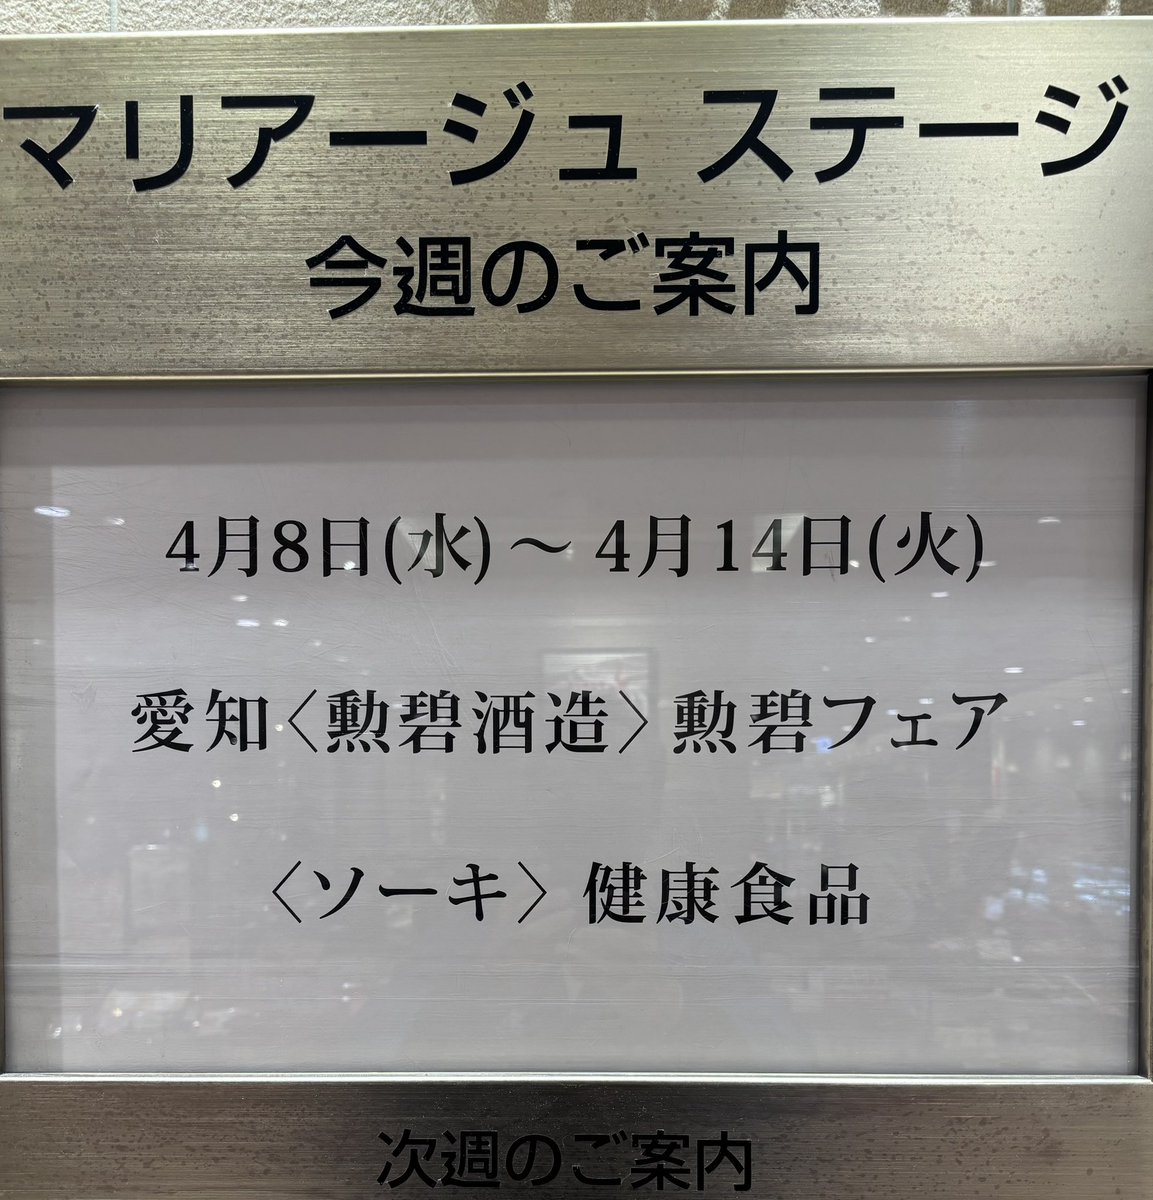 マリアージュ ステージ
今週のご案内
4月8日(水)～4月14日(火)
愛知〈勲碧酒造〉勲碧フェア
〈ソーキ〉健康食品
次週のご案内